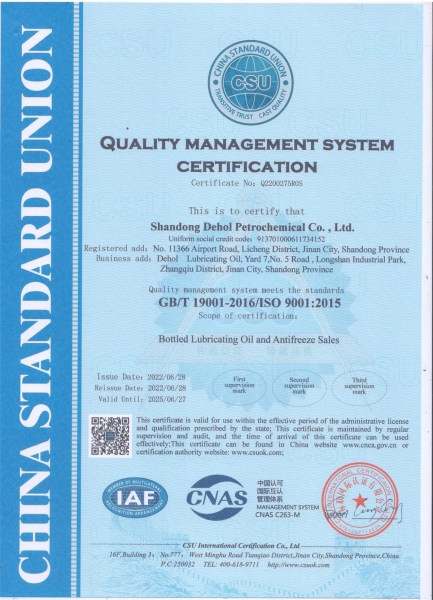 CHINA STANDARD UNION
CHINA STANDARD UNION
CSU
TRANSITIVE TRUST CAST QUALITY
QUALITY MANAGEMENT SYSTEM
CERTIFICATION
Certificate No: Q2200275R0S
This is to certify that
Shandong Dehol Petrochemical Co. , Ltd.
Uniform social credit code: 913701000611734152
Registered add: No. 11366 Airport Road, Licheng District, Jinan City, Shandong Province
Business add: Dehol Lubricating Oil, Yard 7,No. 5 Road , Longshan Industrial Park,
Zhangqiu District, Jinan City, Shandong Province
Quality management system meets the standards
GB/T 19001-2016/ISO 9001:2015
Scope of certification:
Bottled Lubricating Oil and Antifreeze Sales
Issue Date: 2022/06/28
Reissue Date: 2022/06/28
Valid Until: 2025/06/27
First
supervision
mark
Second
supervision
mark
Third
supervision
mark
This certificate is valid for use within the effective period of the administrative license
and qualification prescribed by the state; This certificate is maintained by regular
supervision and audit, and the time of arrival of this certificate can be used
effectively;This certificate can be found in China website www.cnca.gov.cn or
certification authority website: www.csuok.com;
MEMBER OF MULTILATERAL
IAF
RECOGNITION ARRANGEMENT
CNAS
中国认可
国际互认
管理体系
MANAGEMENT SYSTEM
CNAS C263-M
CSU International Certification Co., Ltd
16F,Building 3, No.777, West Minghu Road Tianqiao District,Jinan City,Shandong Province,China
P.C:250032 TEL: 400-618-9711 http://www.csuok.com